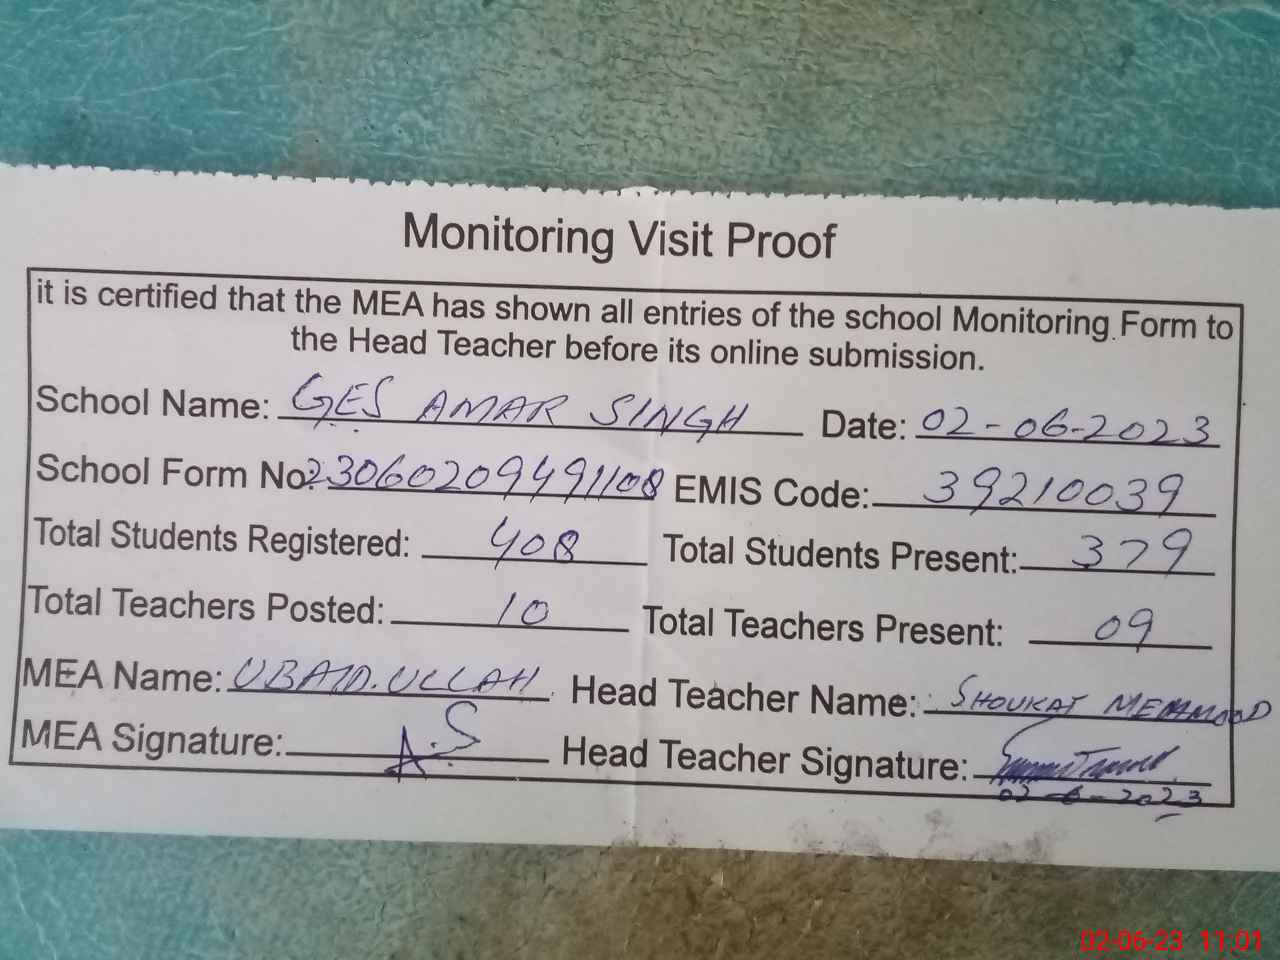 Monitoring Visit Proof
it is certified that the MEA has shown all entries of the school Monitoring Form to
the Head Teacher before its online submission.
School Name: GES AMAR SINGH Date: 02-06-2023
School Form No: 23060209491108 EMIS Code: 39210039
Total Students Registered: 408 Total Students Present: 379
Total Teachers Posted: 10 Total Teachers Present: 09
MEA Name: UBAID.ULLAH Head Teacher Name: SHOUKAT MEHMOOD
MEA Signature: A.S Head Teacher Signature:
02-6-2023
02-06-23 11:01